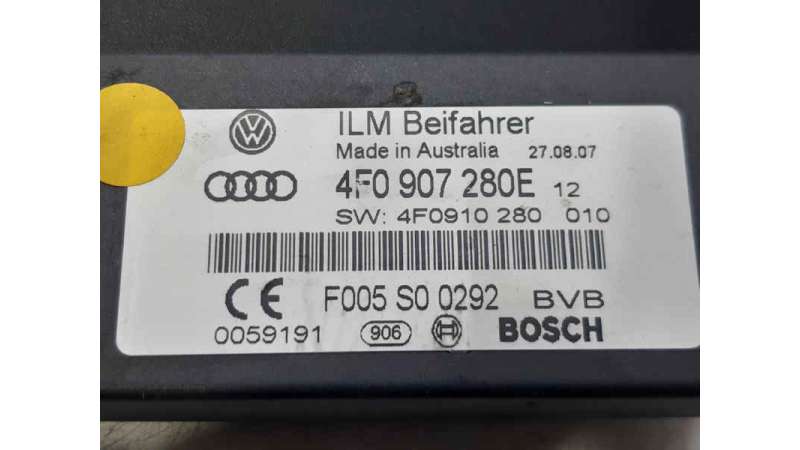 ILM Beifahrer
Made in Australia 27.08.07
4F0 907 280E 12
SW: 4F0910 280 010
CE F005 S0 0292 BVB
0059191 906 BOSCH